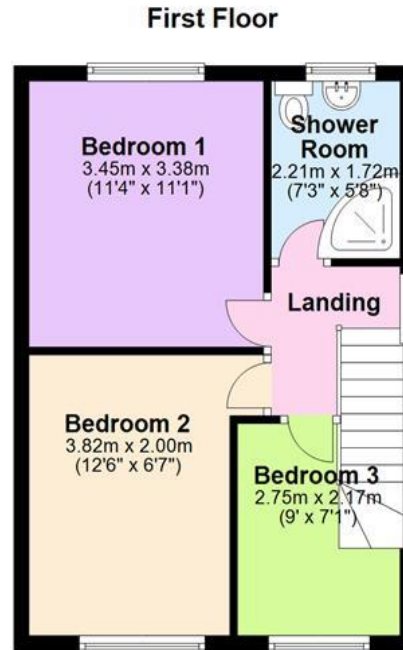 First Floor
Bedroom 1
3.45m x 3.38m
(11'4" x 11'1")
Shower
Room
2.21m x 1.72m
(7'3" x 5'8")
Landing
Bedroom 2
3.82m x 2.00m
(12'6" x 6'7")
Bedroom 3
2.75m x 2.17m
(9' x 7'1")